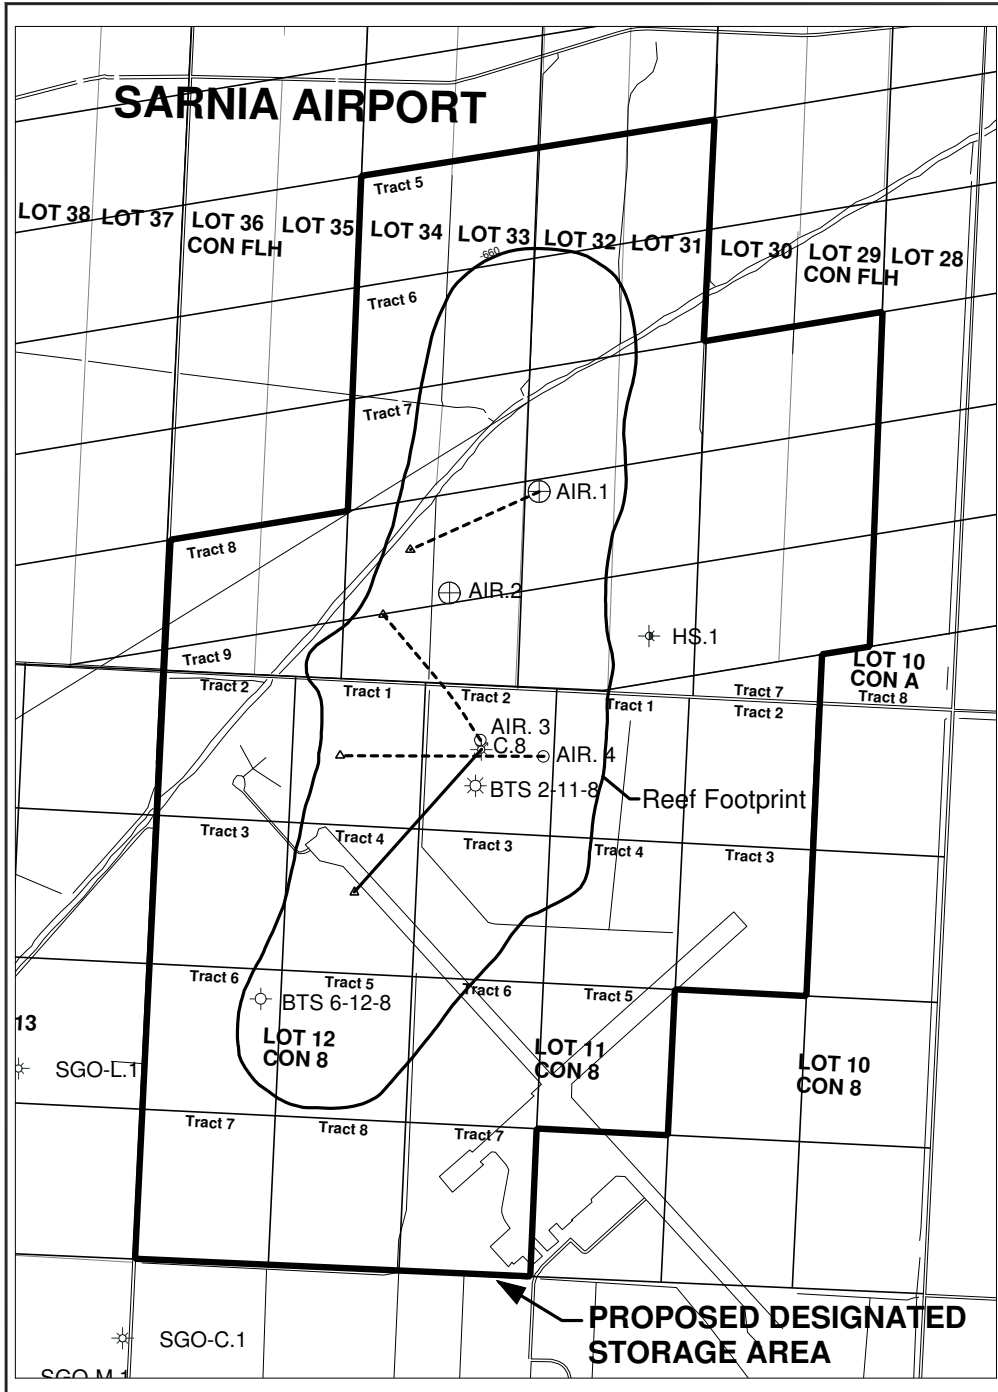 SARNIA AIRPORT
Tract 5
LOT 38 LOT 37 LOT 36 LOT 35 LOT 34 LOT 33 LOT 32 LOT 31 LOT 30 LOT 29 LOT 28
CON FLH
CON FLH
-660
Tract 6
Tract 7
AIR.1
Tract 8
AIR.2
HS.1
Tract 9
LOT 10
CON A
Tract 2
Tract 1
Tract 2
Tract 1
Tract 7
Tract 2
Tract 8
AIR. 3
C.8
AIR. 4
BTS 2-11-8
Reef Footprint
Tract 3
Tract 4
Tract 3
Tract 4
Tract 3
Tract 6
Tract 5
Tract 6
Tract 5
BTS 6-12-8
13
LOT 12
CON 8
LOT 11
CON 8
LOT 10
CON 8
SGO-L.1
Tract 7
Tract 8
Tract 7
PROPOSED DESIGNATED
STORAGE AREA
SGO-C.1
SGO-M.1